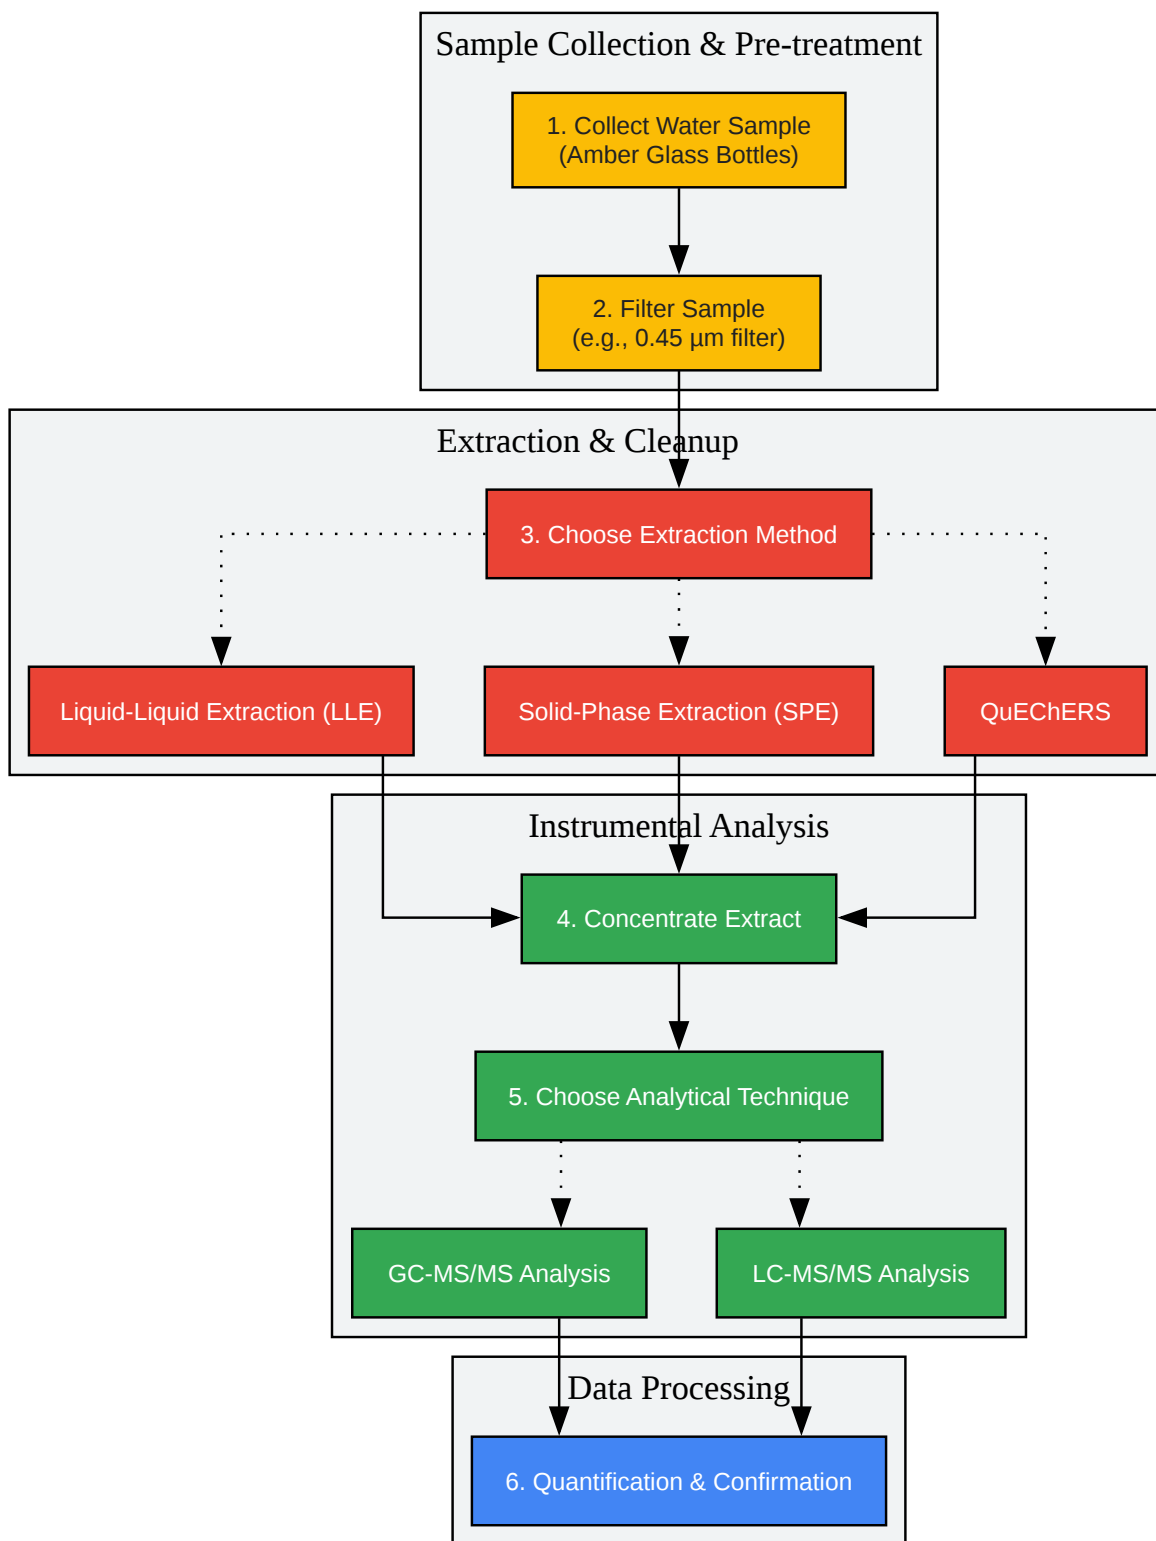 Sample Collection & Pre-treatment
1. Collect Water Sample
(Amber Glass Bottles)
2. Filter Sample
(e.g., 0.45 µm filter)
Extraction & Cleanup
3. Choose Extraction Method
Liquid-Liquid Extraction (LLE)
Solid-Phase Extraction (SPE)
QuEChERS
Instrumental Analysis
4. Concentrate Extract
5. Choose Analytical Technique
GC-MS/MS Analysis
LC-MS/MS Analysis
Data Processing
6. Quantification & Confirmation